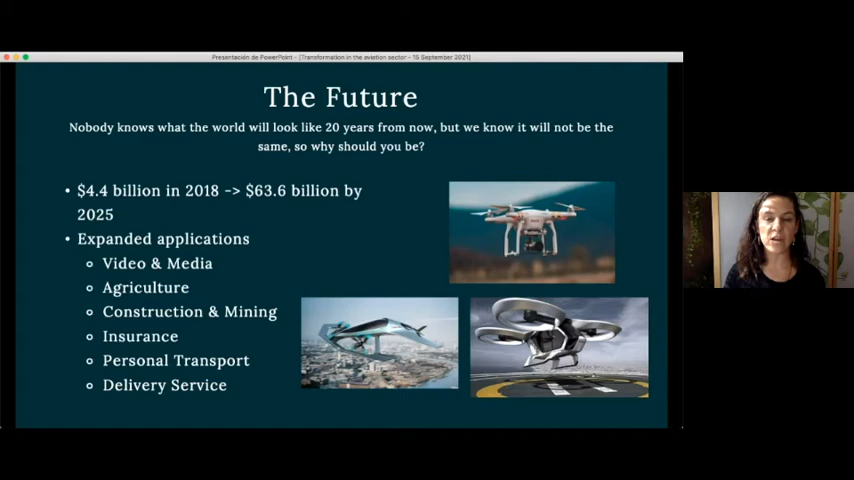 Presentación de PowerPoint - [Transformation in the aviation sector - 15 September 2021]
The Future
Nobody knows what the world will look like 20 years from now, but we know it will not be the
same, so why should you be?
• $4.4 billion in 2018 -> $63.6 billion by
2025
• Expanded applications
Video & Media
Agriculture
Construction & Mining
Insurance
Personal Transport
Delivery Service